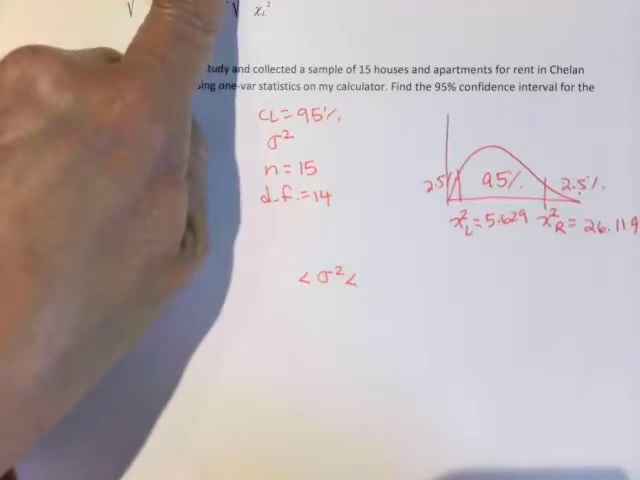 √ √ χL²
tudy and collected a sample of 15 houses and apartments for rent in Chelan
sing one-var statistics on my calculator. Find the 95% confidence interval for the
CL = 95%
σ²
n = 15
d.f. = 14
2.5% 95% 2.5%
χ²L = 5.629 χ²R = 26.119
< σ² <